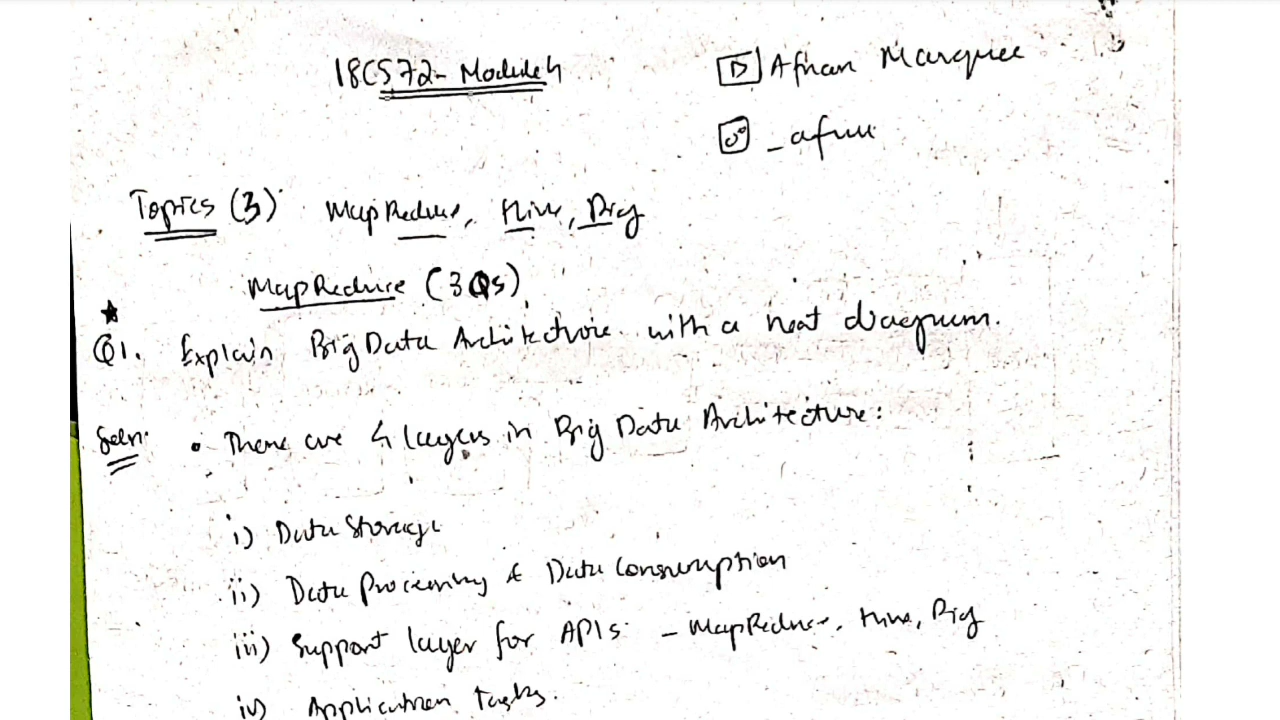 18CS72- Module 4
Afnan Marquee
_afnu
Topics (3): MapReduce, Hive, Pig
MapReduce (3Qs)
Q1. Explain Big Data Architecture with a neat diagram.
Soln:
• There are 4 layers in Big Data Architecture:
i) Data Storage
ii) Data Processing & Data Consumption
iii) Support layer for APIs - MapReduce, Hive, Pig
iv) Application Tasks.